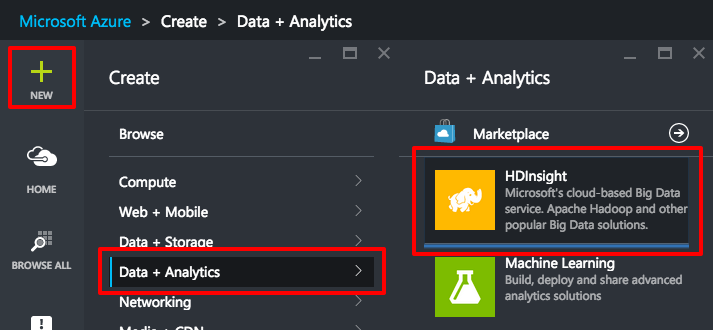 Microsoft Azure > Create > Data + Analytics
NEW
HOME
BROWSE ALL
Create
Browse
Compute
Web + Mobile
Data + Storage
Data + Analytics
Networking
Media + CDN
Data + Analytics
Marketplace
HDInsight
Microsoft's cloud-based Big Data
service. Apache Hadoop and other
popular Big Data solutions.
Machine Learning
Build, deploy and share advanced
analytics solutions